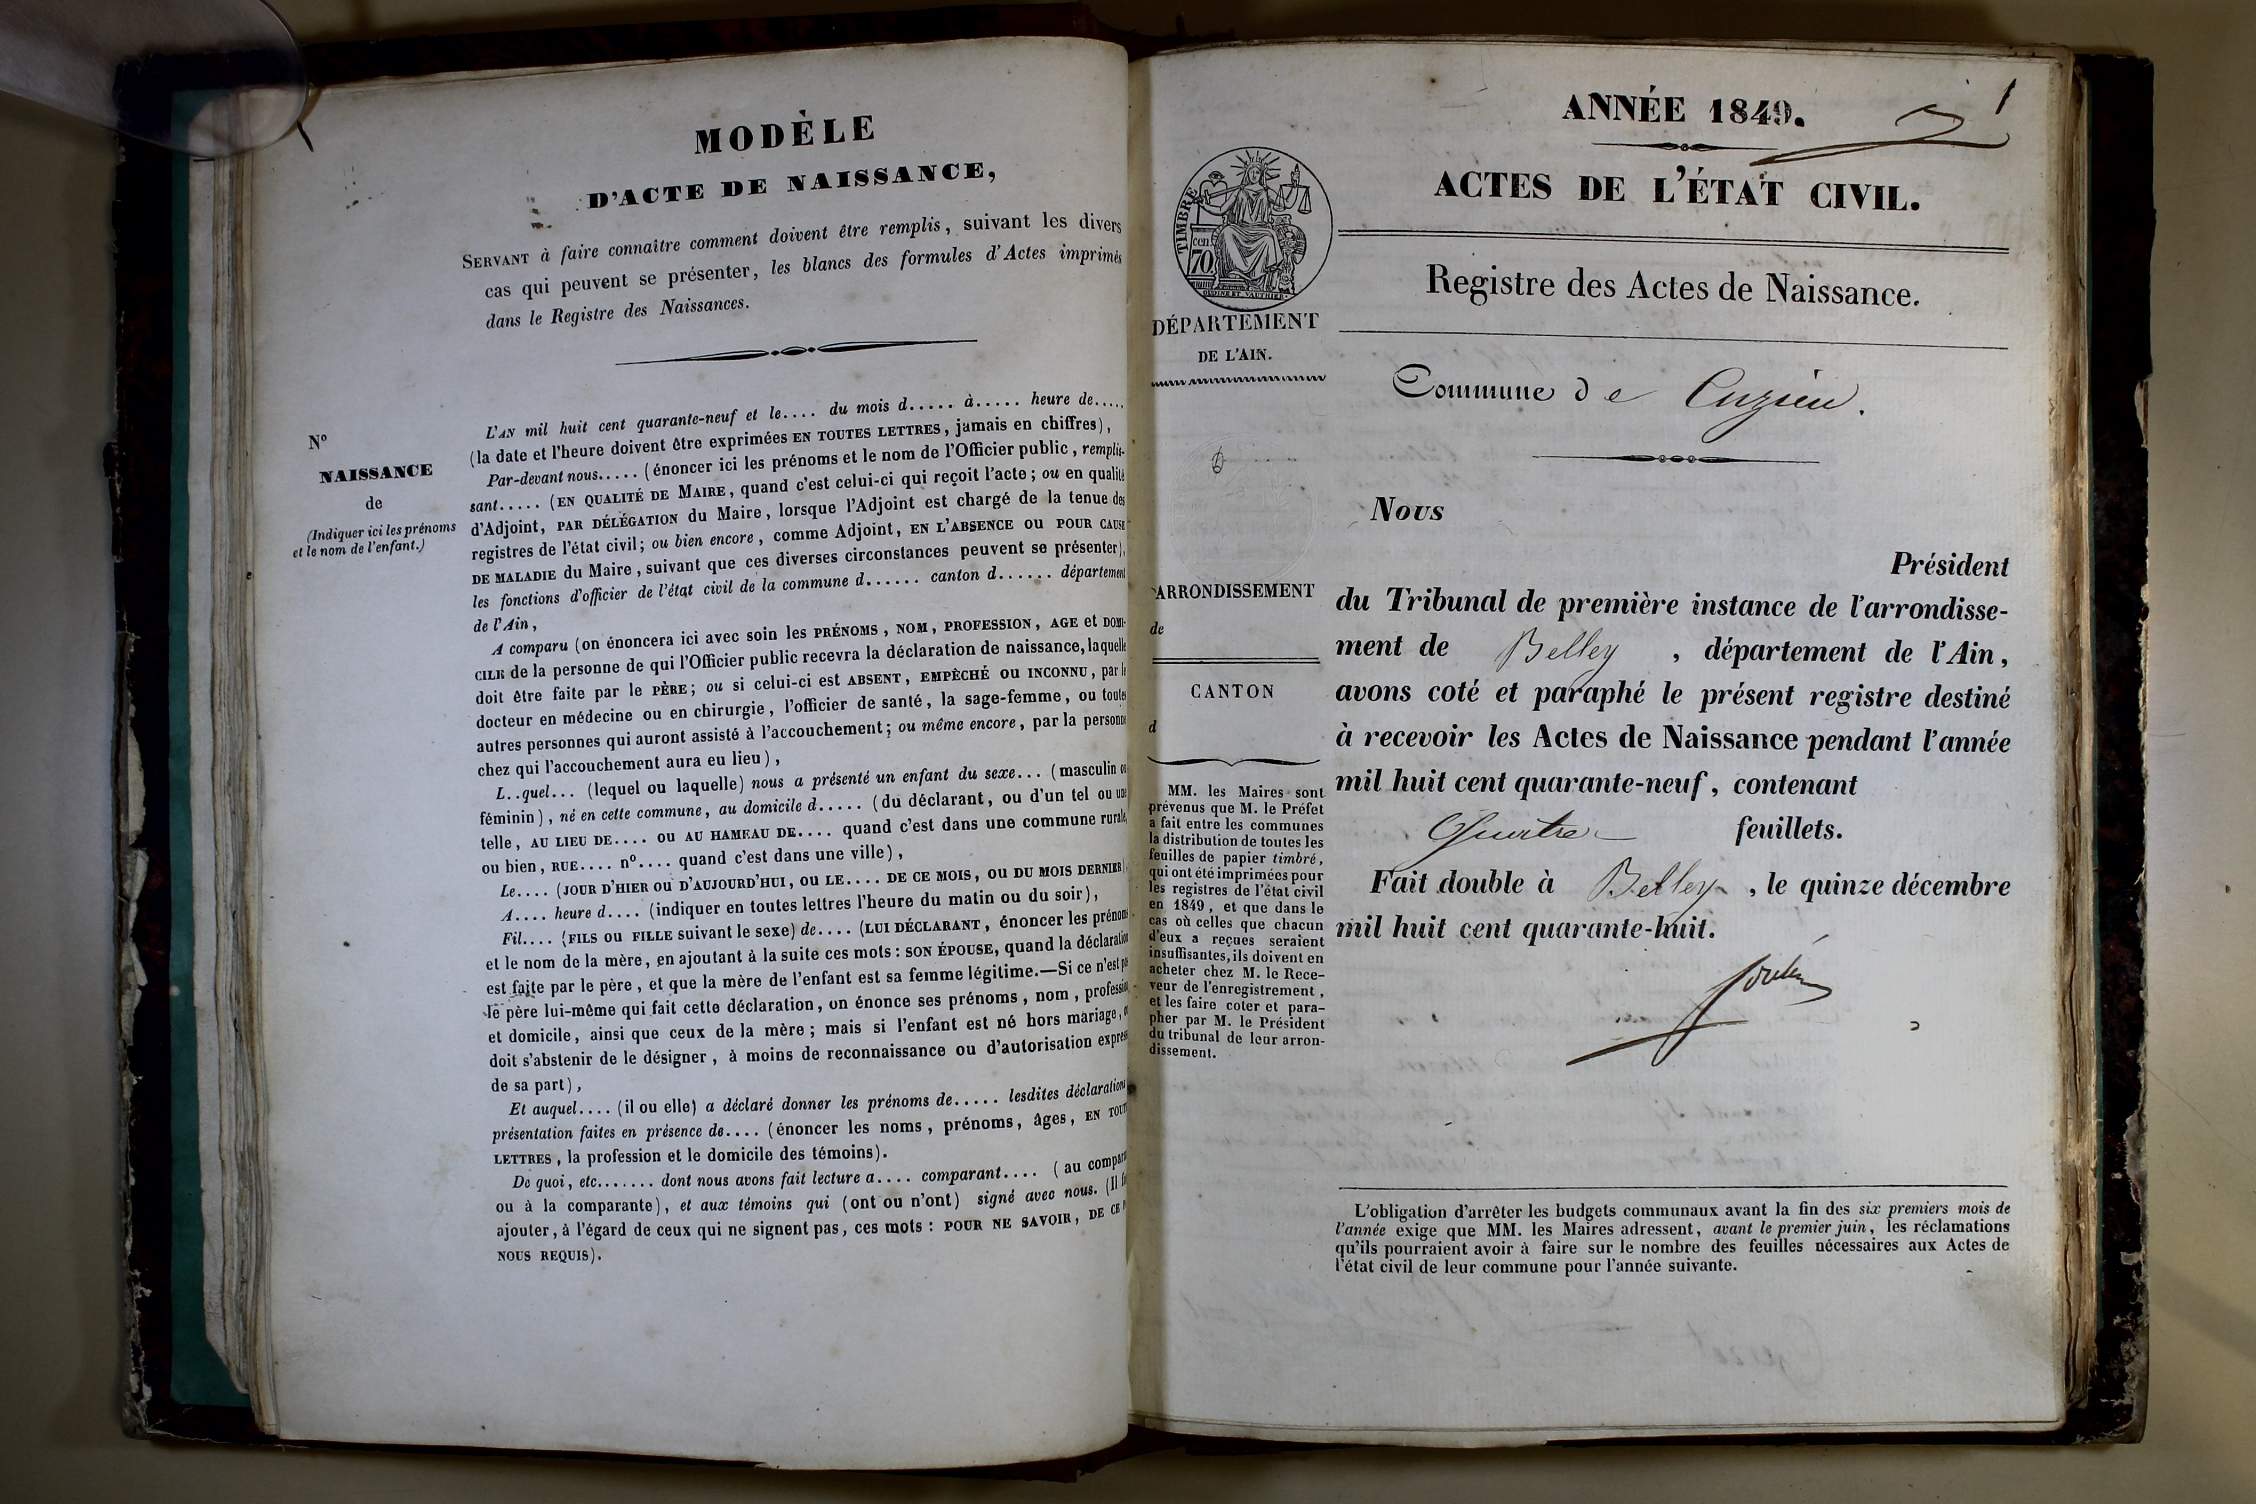 MODÈLE
D'ACTE DE NAISSANCE,
SERVANT à faire connaître comment doivent être remplis, suivant les divers
cas qui peuvent se présenter, les blancs des formules d'Actes imprimés
dans le Registre des Naissances.
N°
NAISSANCE
de
(Indiquer ici les prénoms
et le nom de l'enfant.)
L'AN mil huit cent quarante-neuf et le.... du mois d..... à..... heure de.....
(la date et l'heure doivent être exprimées EN TOUTES LETTRES, jamais en chiffres),
Par-devant nous..... (énoncer ici les prénoms et le nom de l'Officier public, remplis-
sant..... (EN QUALITÉ DE MAIRE, quand c'est celui-ci qui reçoit l'acte; ou en qualité
d'Adjoint, PAR DÉLÉGATION du Maire, lorsque l'Adjoint est chargé de la tenue des
registres de l'état civil; ou bien encore, comme Adjoint, EN L'ABSENCE OU POUR CAUSE
DE MALADIE du Maire, suivant que ces diverses circonstances peuvent se présenter),
les fonctions d'officier de l'état civil de la commune d...... canton d...... département
de l'Ain,
A comparu (on énoncera ici avec soin les PRÉNOMS, NOM, PROFESSION, AGE et DOMI-
CILE de la personne de qui l'Officier public recevra la déclaration de naissance, laquelle
doit être faite par le PÈRE; ou si celui-ci est ABSENT, EMPÈCHÉ OU INCONNU, par le
docteur en médecine ou en chirurgie, l'officier de santé, la sage-femme, ou toutes
autres personnes qui auront assisté à l'accouchement; ou même encore, par la personne
chez qui l'accouchement aura eu lieu),
L..quel... (lequel ou laquelle) nous a présenté un enfant du sexe... (masculin ou
féminin), né en cette commune, au domicile d..... (du déclarant, ou d'un tel ou une
telle, AU LIEU DE.... OU AU HAMEAU DE.... quand c'est dans une commune rurale,
ou bien, RUE.... n°.... quand c'est dans une ville),
Le.... (JOUR D'HIER OU D'AUJOURD'HUI, OU LE.... DE CE MOIS, OU DU MOIS DERNIER),
A.... heure d.... (indiquer en toutes lettres l'heure du matin ou du soir),
Fil.... (FILS OU FILLE suivant le sexe) de.... (LUI DÉCLARANT, énoncer les prénoms
et le nom de la mère, en ajoutant à la suite ces mots: SON ÉPOUSE, quand la déclaration
est faite par le père, et que la mère de l'enfant est sa femme légitime.—Si ce n'est pas
le père lui-même qui fait cette déclaration, on énonce ses prénoms, nom, profession
et domicile, ainsi que ceux de la mère; mais si l'enfant est né hors mariage, on
doit s'abstenir de le désigner, à moins de reconnaissance ou d'autorisation expresse
de sa part),
Et auquel.... (il ou elle) a déclaré donner les prénoms de..... lesdites déclarations
présentation faites en présence de.... (énoncer les noms, prénoms, âges, EN TOUT
LETTRES, la profession et le domicile des témoins).
De quoi, etc....... dont nous avons fait lecture a.... comparant.... (au compara
ou à la comparante), et aux témoins qui (ont ou n'ont) signé avec nous. (Il
ajouter, à l'égard de ceux qui ne signent pas, ces mots: POUR NE SAVOIR, DE CE
NOUS REQUIS).
1
ANNÉE 1849.
ACTES DE L'ÉTAT CIVIL.
Registre des Actes de Naissance.
TIMBRE
cen
70
DÉPARTEMENT
DE L'AIN.
Commune de Cuzieu.
Nous
Président
du Tribunal de première instance de l'arrondisse-
ment de Belley, département de l'Ain,
avons coté et paraphé le présent registre destiné
à recevoir les Actes de Naissance pendant l'année
mil huit cent quarante-neuf, contenant
Quatre feuillets.
Fait double à Belley, le quinze décembre
mil huit cent quarante-huit.
ARRONDISSEMENT
de
CANTON
d
MM. les Maires sont
prévenus que M. le Préfet
a fait entre les communes
la distribution de toutes les
feuilles de papier timbré,
qui ont été imprimées pour
les registres de l'état civil
en 1849, et que dans le
cas où celles que chacun
d'eux a reçues seraient
insuffisantes, ils doivent en
acheter chez M. le Rece-
veur de l'enregistrement,
et les faire coter et para-
pher par M. le Président
du tribunal de leur arron-
dissement.
L'obligation d'arrêter les budgets communaux avant la fin des six premiers mois de
l'année exige que MM. les Maires adressent, avant le premier juin, les réclamations
qu'ils pourraient avoir à faire sur le nombre des feuilles nécessaires aux Actes de
l'état civil de leur commune pour l'année suivante.